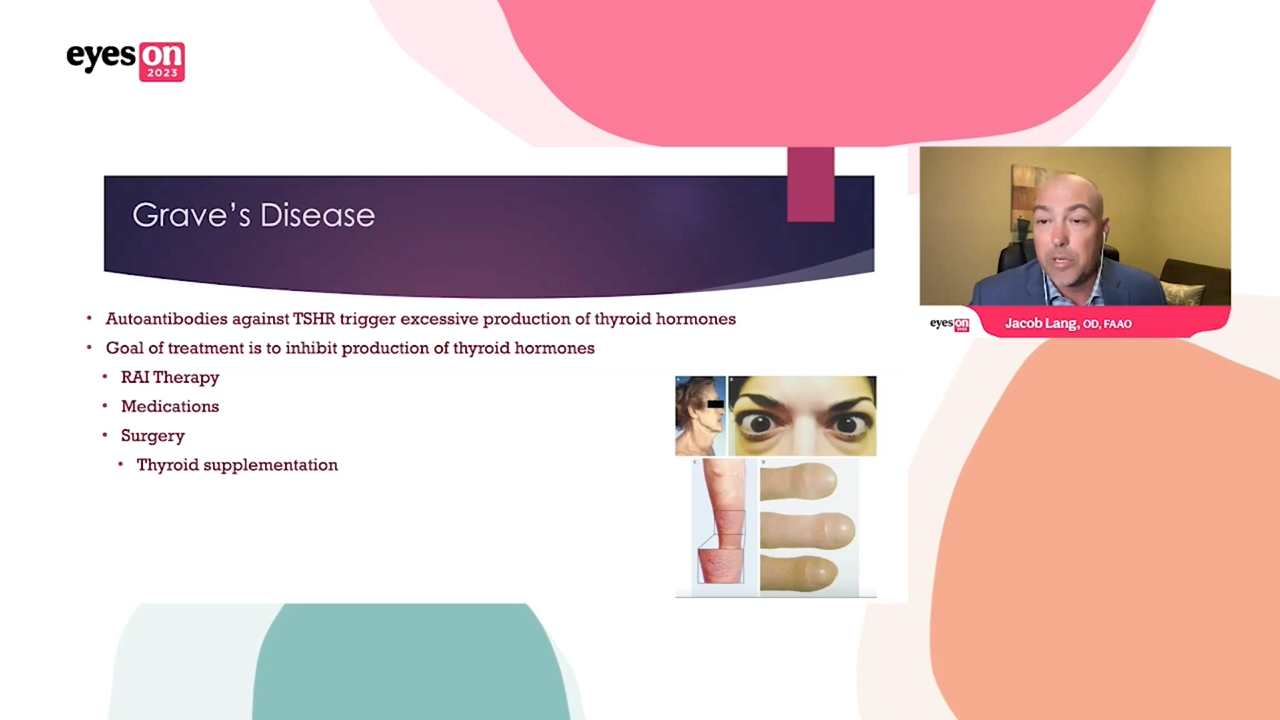 eyes on
2023
Grave's Disease
• Autoantibodies against TSHR trigger excessive production of thyroid hormones
• Goal of treatment is to inhibit production of thyroid hormones
• RAI Therapy
• Medications
• Surgery
• Thyroid supplementation
eyes on
Jacob Lang, OD, FAAO
C